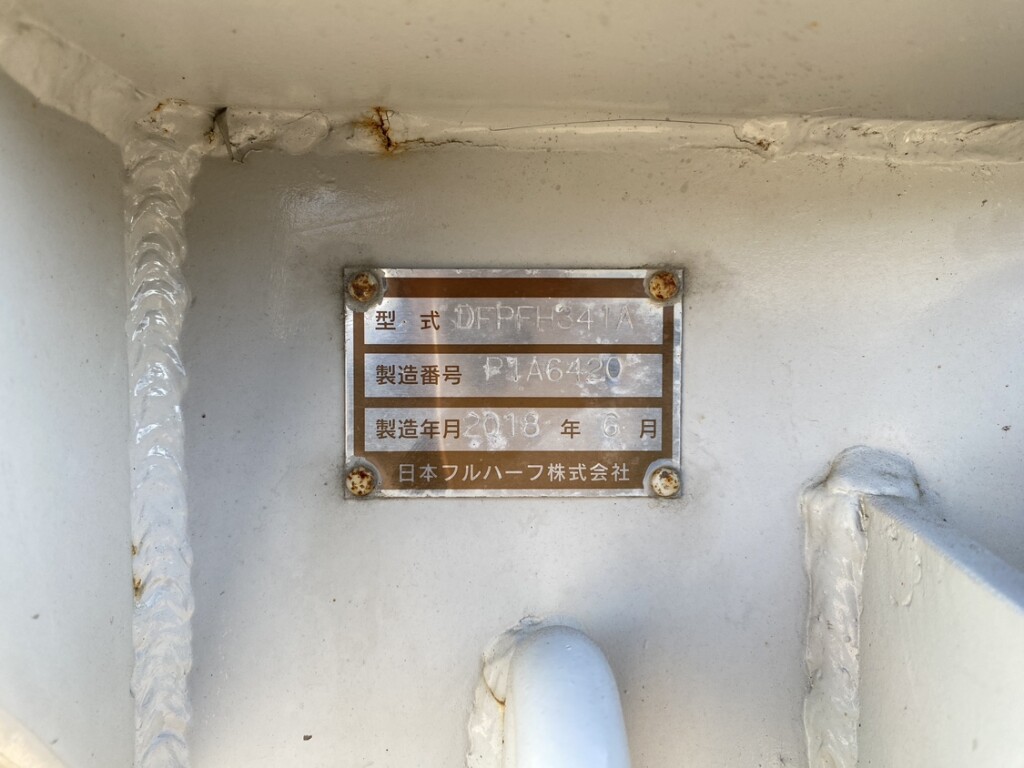 型 式 DFPFH341A
製造番号 P1A6420
製造年月 2018 年 6 月
日本フルハーフ株式会社